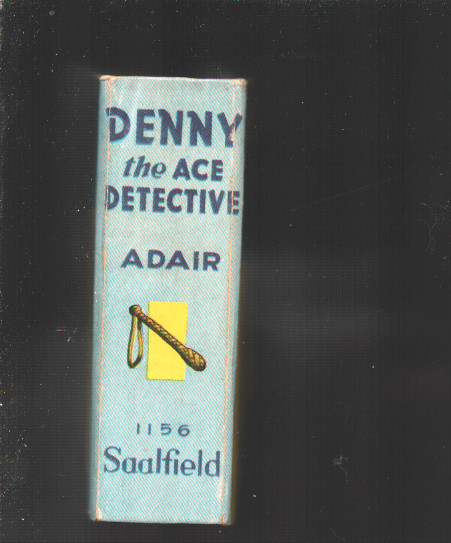 DENNY
the ACE
DETECTIVE
ADAIR
1156
Saalfield